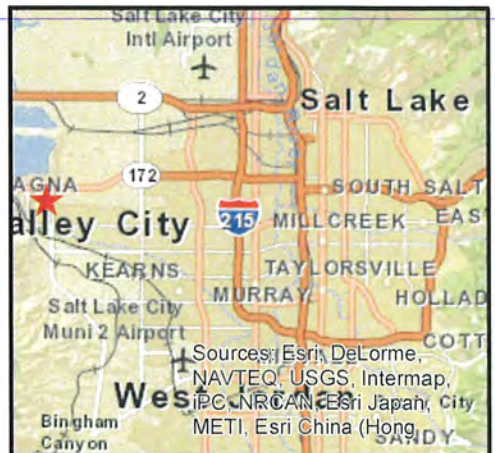 Salt Lake City
Intl Airport
2
Salt Lake
172
AGNA
SOUTH SALT
alley City
215
MILLCREEK
EAS
KEARNS
TAYLORSVILLE
MURRAY
HOLLAD
Salt Lake City
Muni 2 Airport
COTT
Sources: Esri, DeLorme,
NAVTEQ, USGS, Intermap,
West Jordan
iPC, NRCAN, Esri Japan,
City
METI, Esri China (Hong
Bingham
Canyon
SANDY